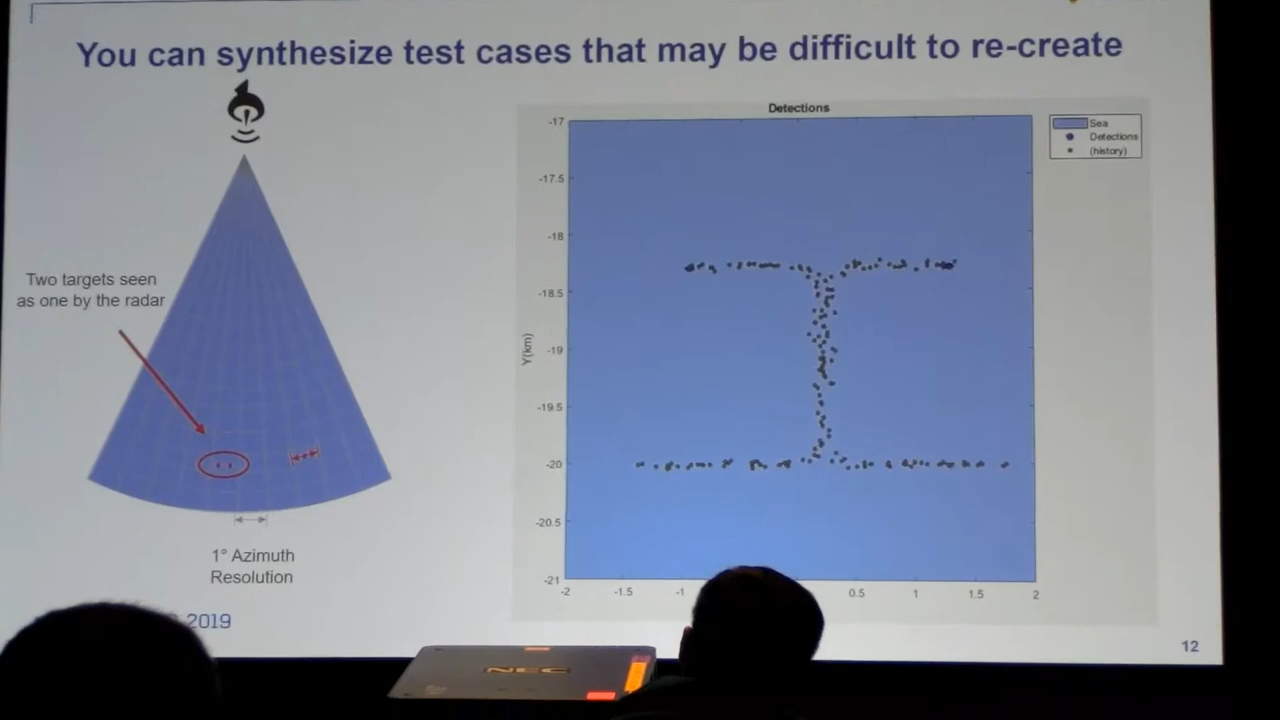 You can synthesize test cases that may be difficult to re-create
Two targets seen
as one by the radar
1° Azimuth
Resolution
Detections
Sea
Detections
(history)
-17
-17.5
-18
-18.5
-19
-19.5
-20
-20.5
-21
Y(km)
-2
-1.5
-1
0.5
1
1.5
2
2019
12
NEC